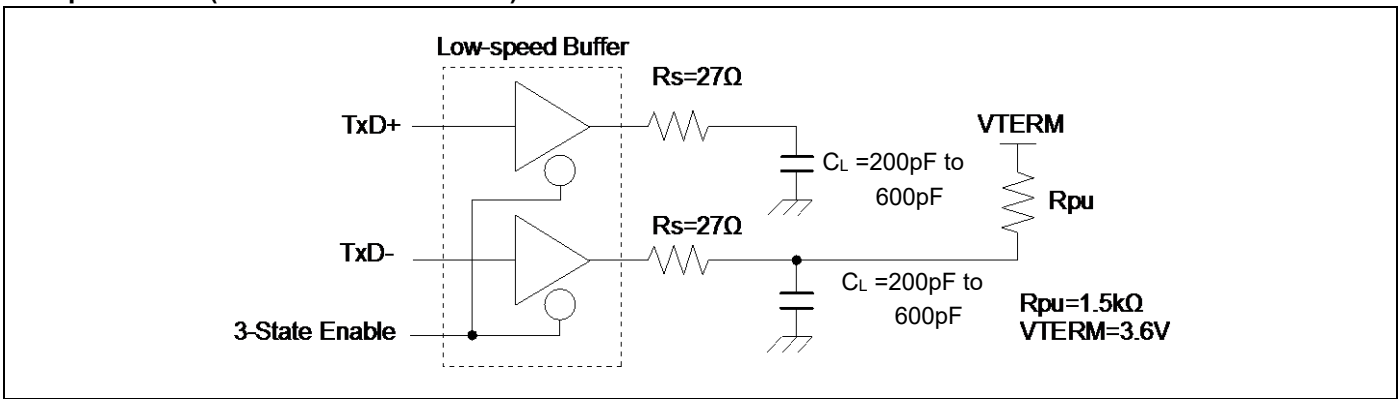 Low-speed Buffer
Rs=27Ω
TxD+
VTERM
CL =200pF to
600pF
Rpu
Rs=27Ω
TxD-
CL =200pF to
600pF
Rpu=1.5kΩ
VTERM=3.6V
3-State Enable